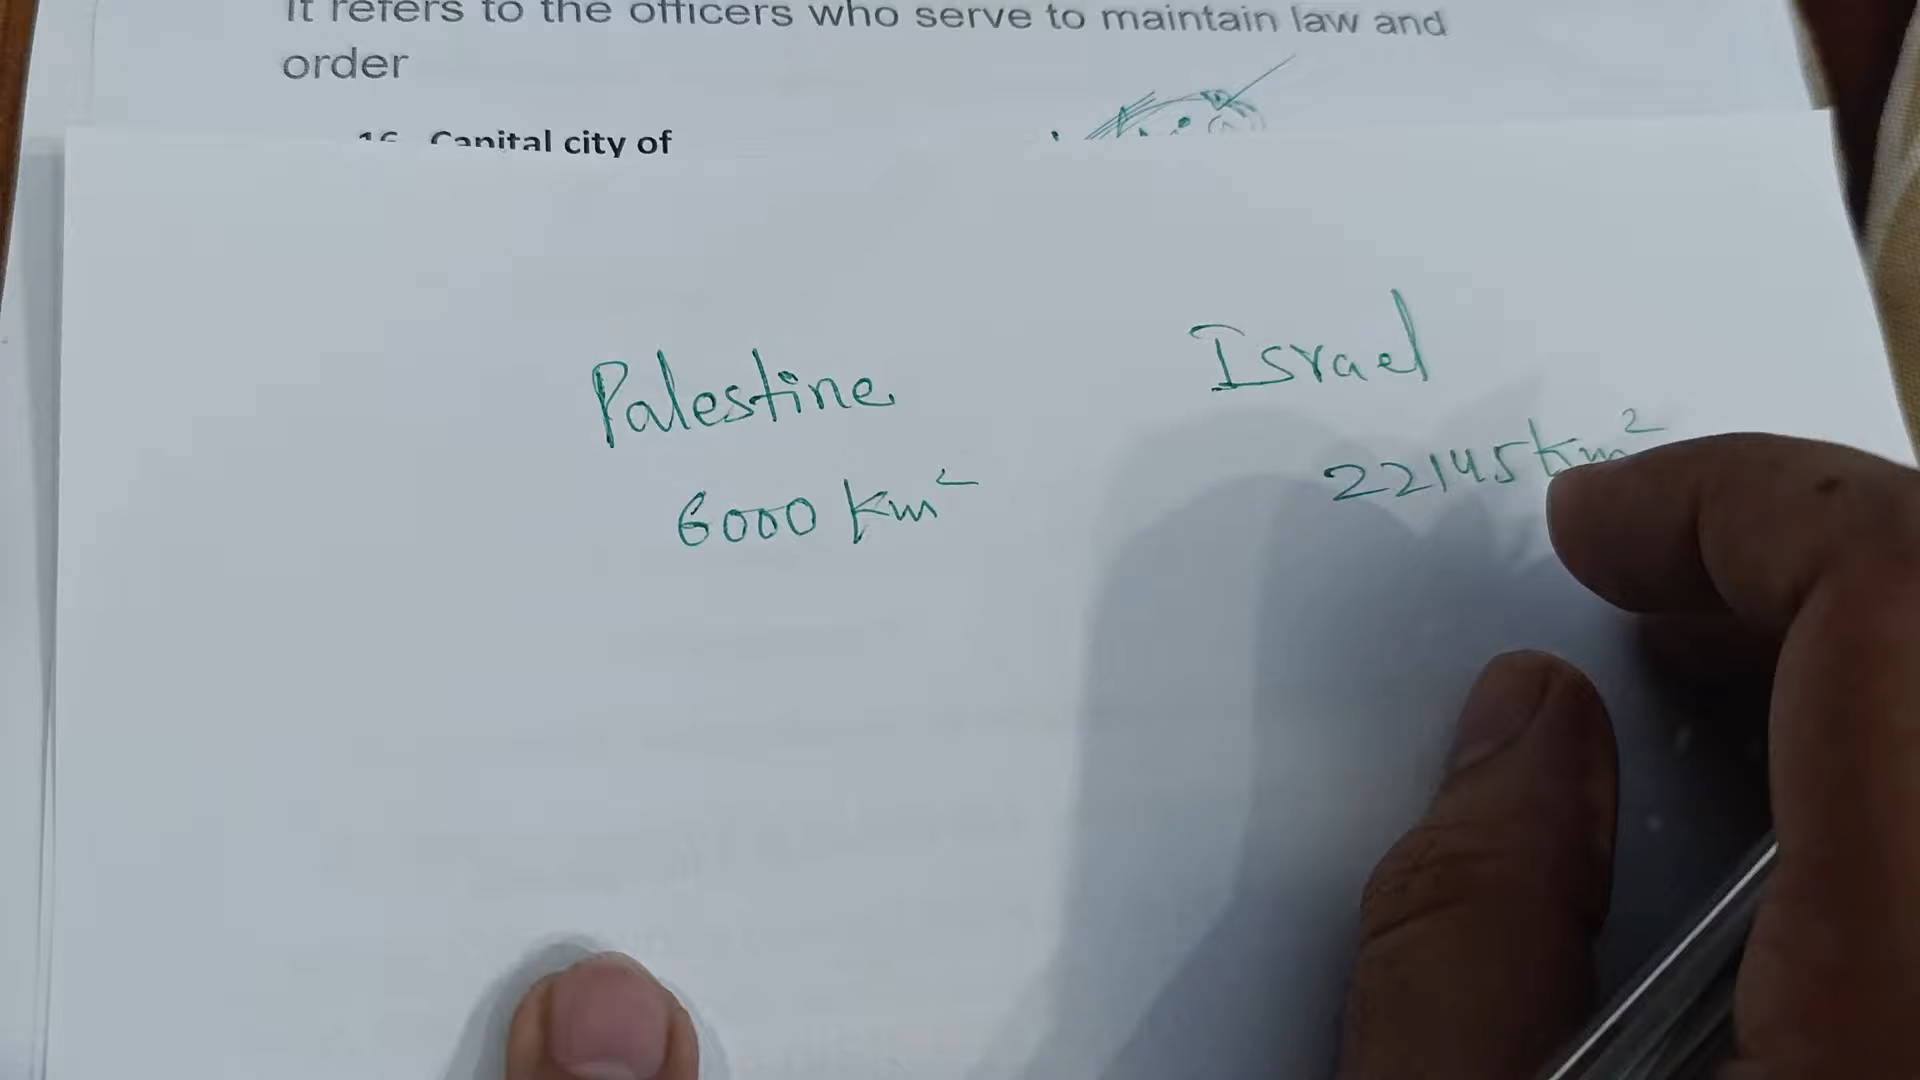 It refers to the officers who serve to maintain law and
order
16 Capital city of
Palestine
6000 km²
Israel
22145 km²